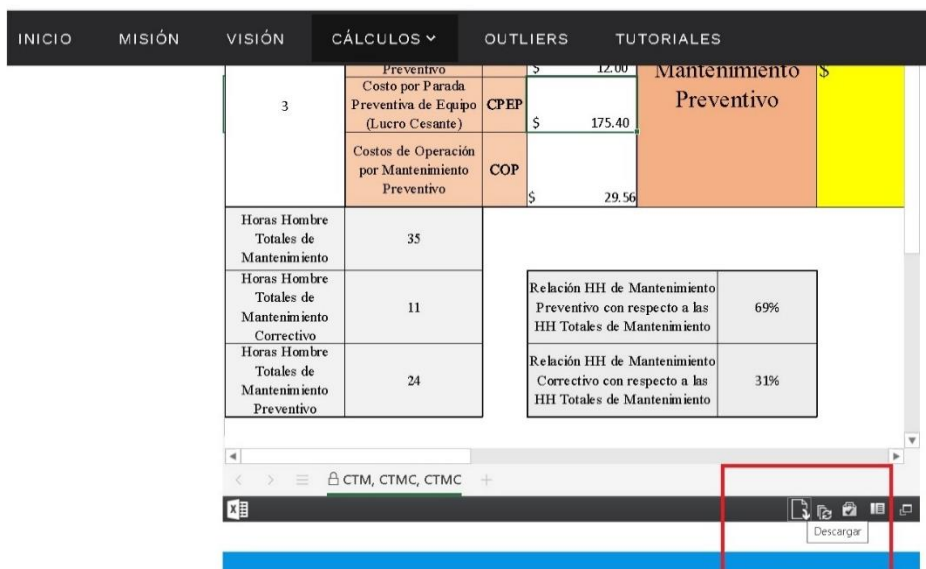 INICIO MISIÓN VISIÓN CÁLCULOS OUTLIERS TUTORIALES
3
Preventivo
$ 12.00
Costo por Parada
Preventiva de Equipo
(Lucro Cesante)
CPEP
$ 175.40
Costos de Operación
por Mantenimiento
Preventivo
COP
$ 29.56
Mantenimiento
Preventivo
$
Horas Hombre
Totales de
Mantenimiento
35
Horas Hombre
Totales de
Mantenimiento
Correctivo
11
Horas Hombre
Totales de
Mantenimiento
Preventivo
24
Relación HH de Mantenimiento
Preventivo con respecto a las
HH Totales de Mantenimiento
69%
Relación HH de Mantenimiento
Correctivo con respecto a las
HH Totales de Mantenimiento
31%
CTM, CTMC, CTMC
Descargar